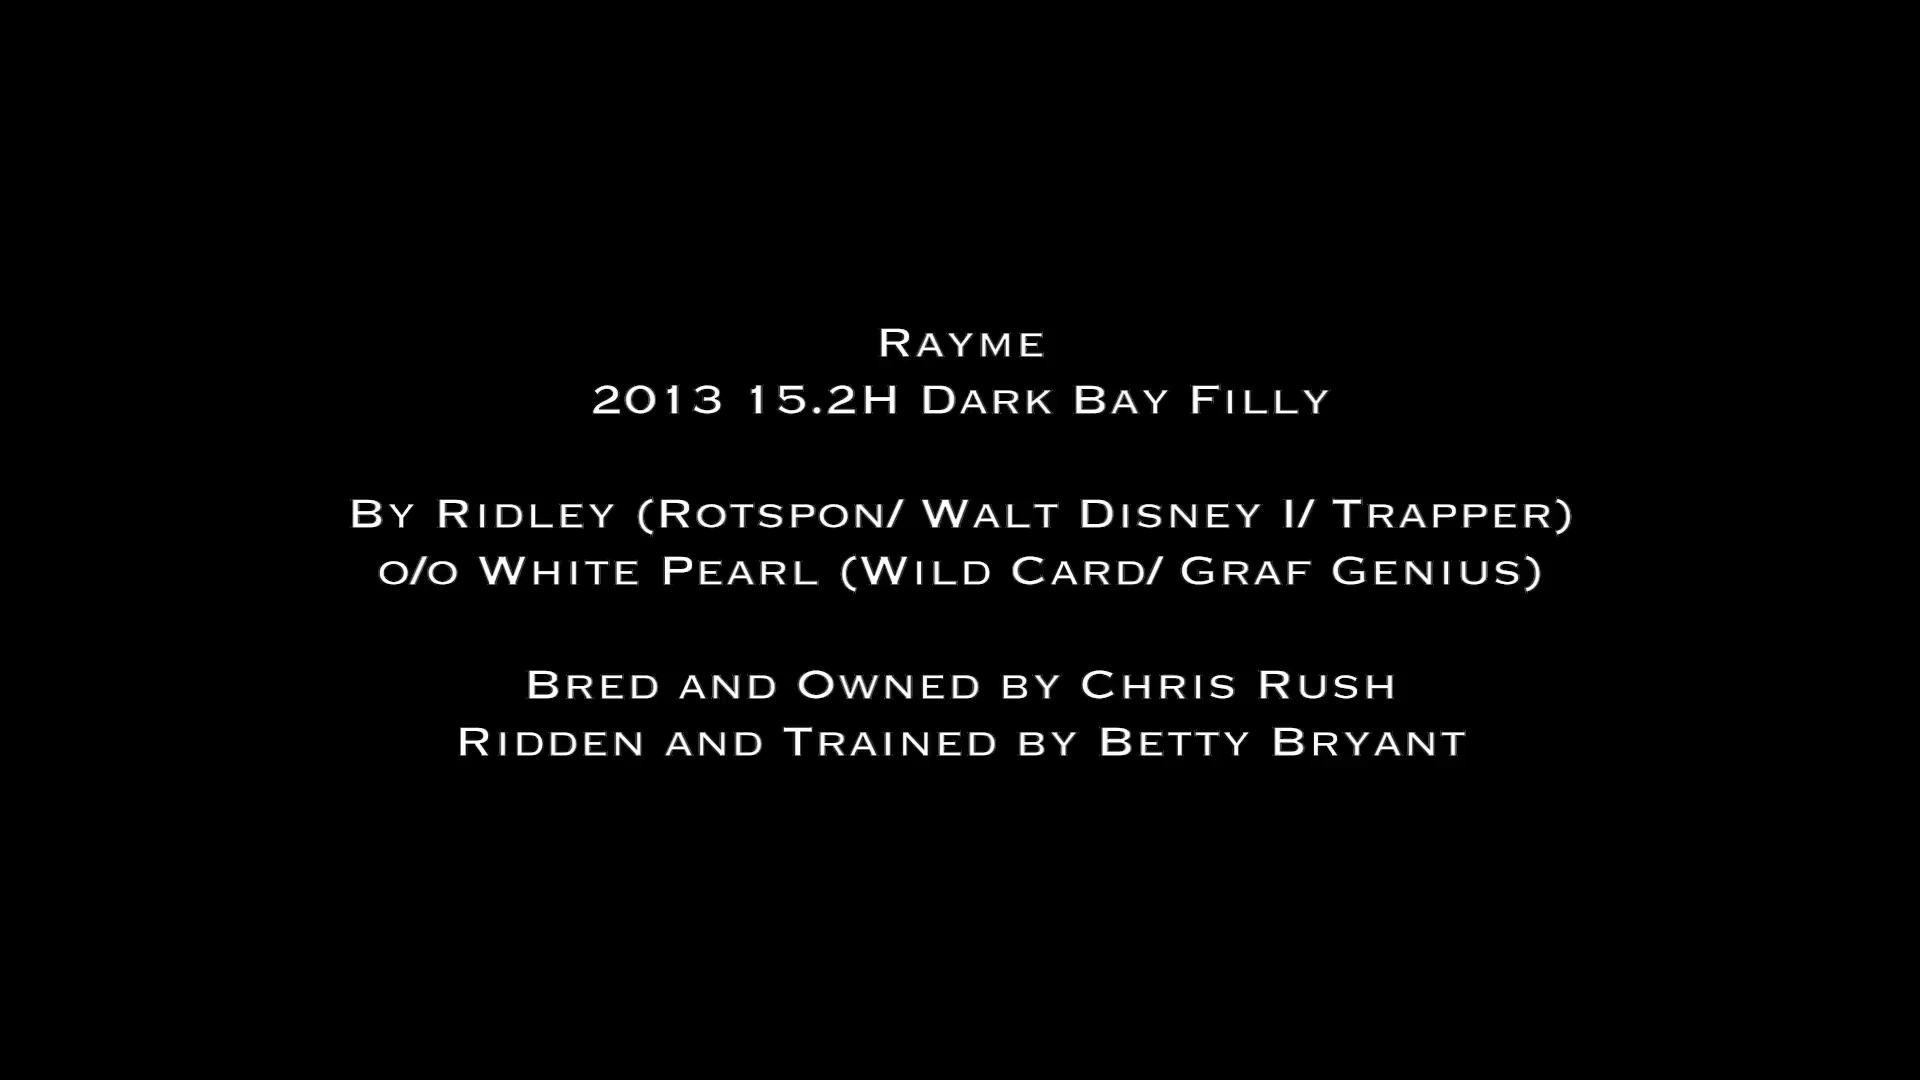 Rayme
2013 15.2H Dark Bay Filly
By Ridley (Rotspon/ Walt Disney I/ Trapper)
o/o White Pearl (Wild Card/ Graf Genius)
Bred and Owned by Chris Rush
Ridden and Trained by Betty Bryant